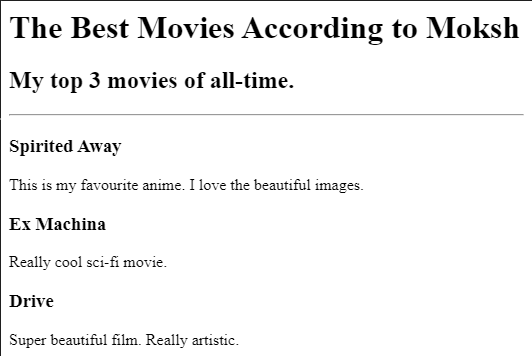 The Best Movies According to Moksh
My top 3 movies of all-time.
Spirited Away
This is my favourite anime. I love the beautiful images.
Ex Machina
Really cool sci-fi movie.
Drive
Super beautiful film. Really artistic.